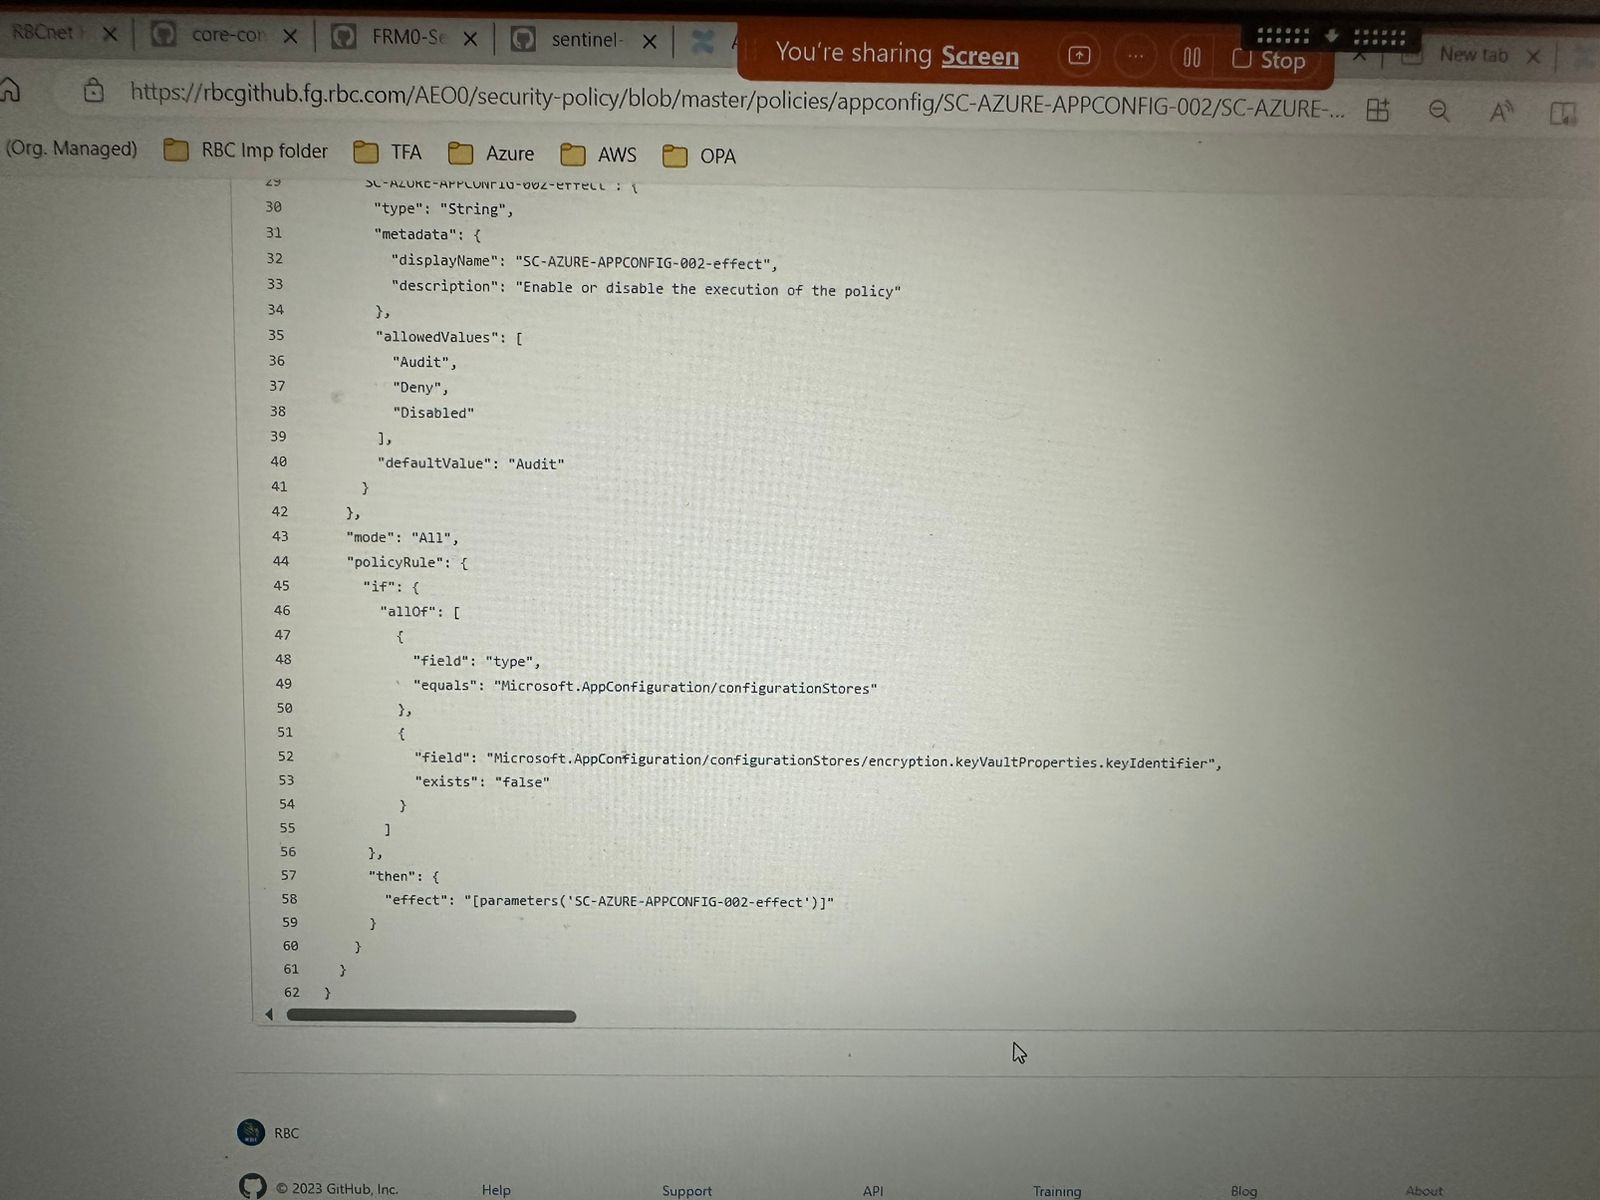 RBCnet
core-con
FRM0-Se
sentinel-
You're sharing Screen
Stop
New tab
https://rbcgithub.fg.rbc.com/AEO0/security-policy/blob/master/policies/appconfig/SC-AZURE-APPCONFIG-002/SC-AZURE-...
(Org. Managed)
RBC Imp folder
TFA
Azure
AWS
OPA
29 SC-AZURE-APPCONFIG-002-effect": {
30 "type": "String",
31 "metadata": {
32 "displayName": "SC-AZURE-APPCONFIG-002-effect",
33 "description": "Enable or disable the execution of the policy"
34 },
35 "allowedValues": [
36 "Audit",
37 "Deny",
38 "Disabled"
39 ],
40 "defaultValue": "Audit"
41 }
42 },
43 "mode": "All",
44 "policyRule": {
45 "if": {
46 "allOf": [
47 {
48 "field": "type",
49 "equals": "Microsoft.AppConfiguration/configurationStores"
50 },
51 {
52 "field": "Microsoft.AppConfiguration/configurationStores/encryption.keyVaultProperties.keyIdentifier",
53 "exists": "false"
54 }
55 ]
56 },
57 "then": {
58 "effect": "[parameters('SC-AZURE-APPCONFIG-002-effect')]"
59 }
60 }
61 }
62 }
RBC
© 2023 GitHub, Inc.
Help
Support
API
Training
Blog
About